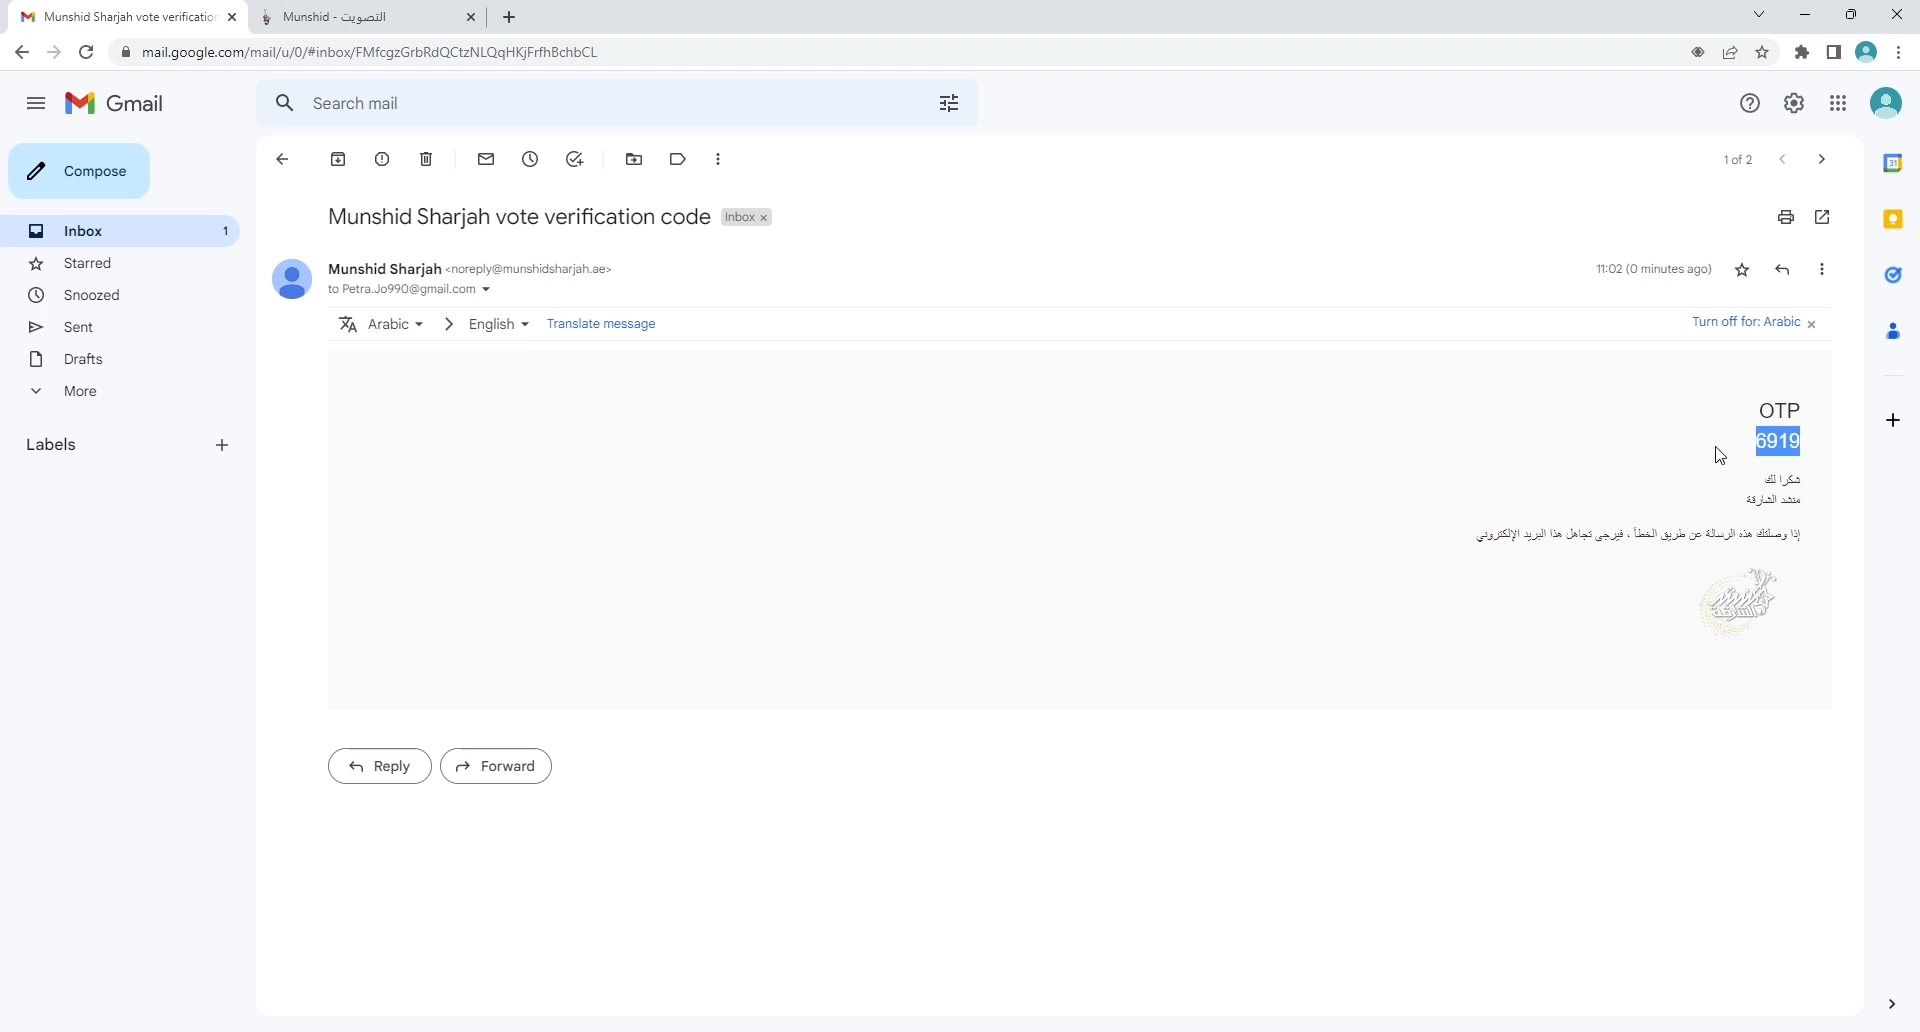 Munshid Sharjah vote verification
Munshid - التصويت
mail.google.com/mail/u/0/#inbox/FMfcgzGrbRdQCtzNLQqHKjFrfhBchbCL
Gmail
Search mail
Compose
1 of 2
Munshid Sharjah vote verification code Inbox x
Inbox 1
Starred
Munshid Sharjah <noreply@munshidsharjah.ae> 11:02 (0 minutes ago)
to Petra.Jo990@gmail.com
Snoozed
Sent
Arabic > English Translate message Turn off for: Arabic x
Drafts
More
Labels
OTP
6919
شكرا لك
منشد الشارقة
إذا وصلتك هذه الرسالة عن طريق الخطأ ، فيرجى تجاهل هذا البريد الإلكتروني
منشد
الشارقة
Reply Forward
31